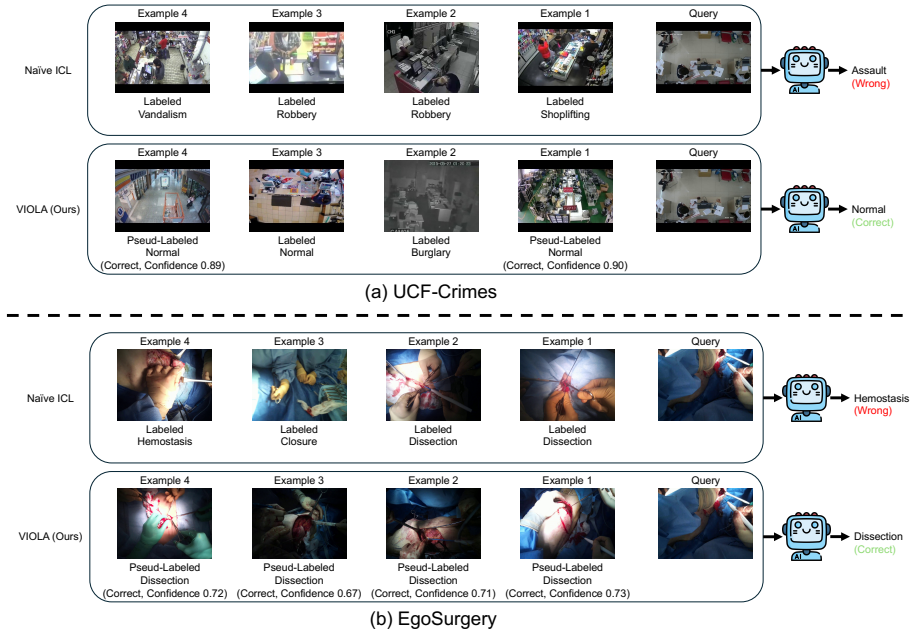 Example 4 Example 3 Example 2 Example 1 Query
Naïve ICL
AI
Assault
(Wrong)
Labeled
Vandalism
Labeled
Robbery
Labeled
Robbery
Labeled
Shoplifting
Example 4 Example 3 Example 2 Example 1 Query
VIOLA (Ours)
AI
Normal
(Correct)
Pseud-Labeled
Normal
(Correct, Confidence 0.89)
Labeled
Normal
Labeled
Burglary
Pseud-Labeled
Normal
(Correct, Confidence 0.90)
(a) UCF-Crimes
Example 4 Example 3 Example 2 Example 1 Query
Naïve ICL
AI
Hemostasis
(Wrong)
Labeled
Hemostasis
Labeled
Closure
Labeled
Dissection
Labeled
Dissection
Example 4 Example 3 Example 2 Example 1 Query
VIOLA (Ours)
AI
Dissection
(Correct)
Pseud-Labeled
Dissection
(Correct, Confidence 0.72)
Pseud-Labeled
Dissection
(Correct, Confidence 0.67)
Pseud-Labeled
Dissection
(Correct, Confidence 0.71)
Pseud-Labeled
Dissection
(Correct, Confidence 0.73)
(b) EgoSurgery